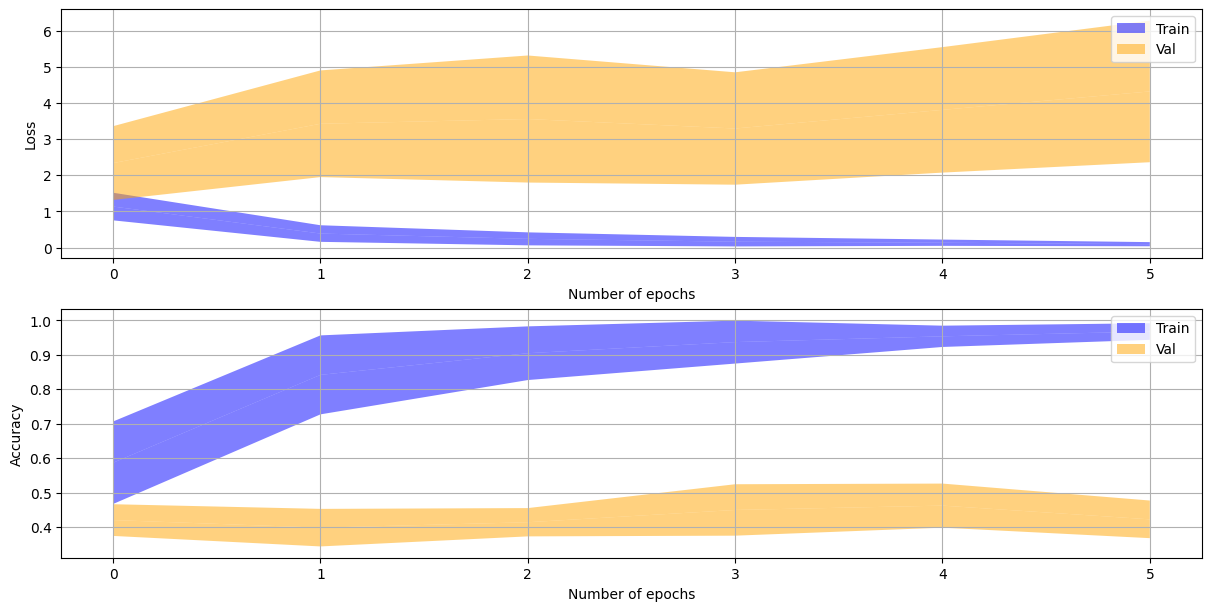 6
5
4
3
2
1
0
Loss
Train
Val
0 1 2 3 4 5
Number of epochs
1.0
0.9
0.8
0.7
0.6
0.5
0.4
Accuracy
Train
Val
0 1 2 3 4 5
Number of epochs